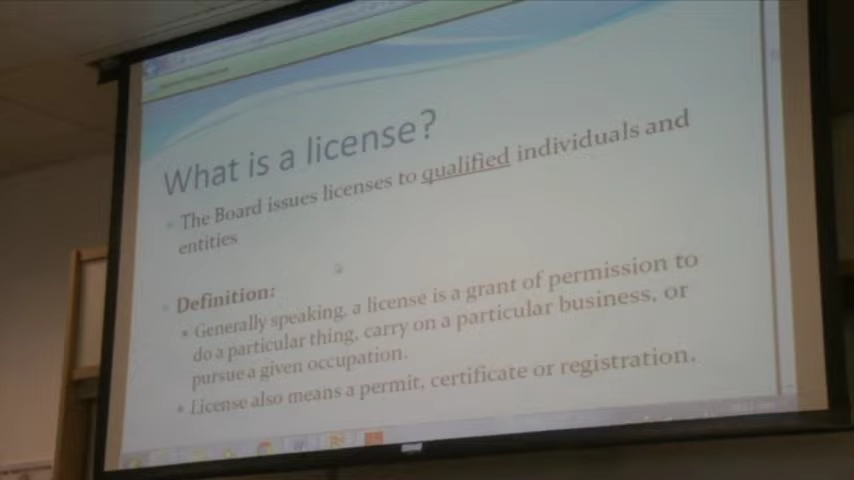 What is a license?
The Board issues licenses to qualified individuals and
entities
Definition:
Generally speaking, a license is a grant of permission to
do a particular thing, carry on a particular business, or
pursue a given occupation.
License also means a permit, certificate or registration.